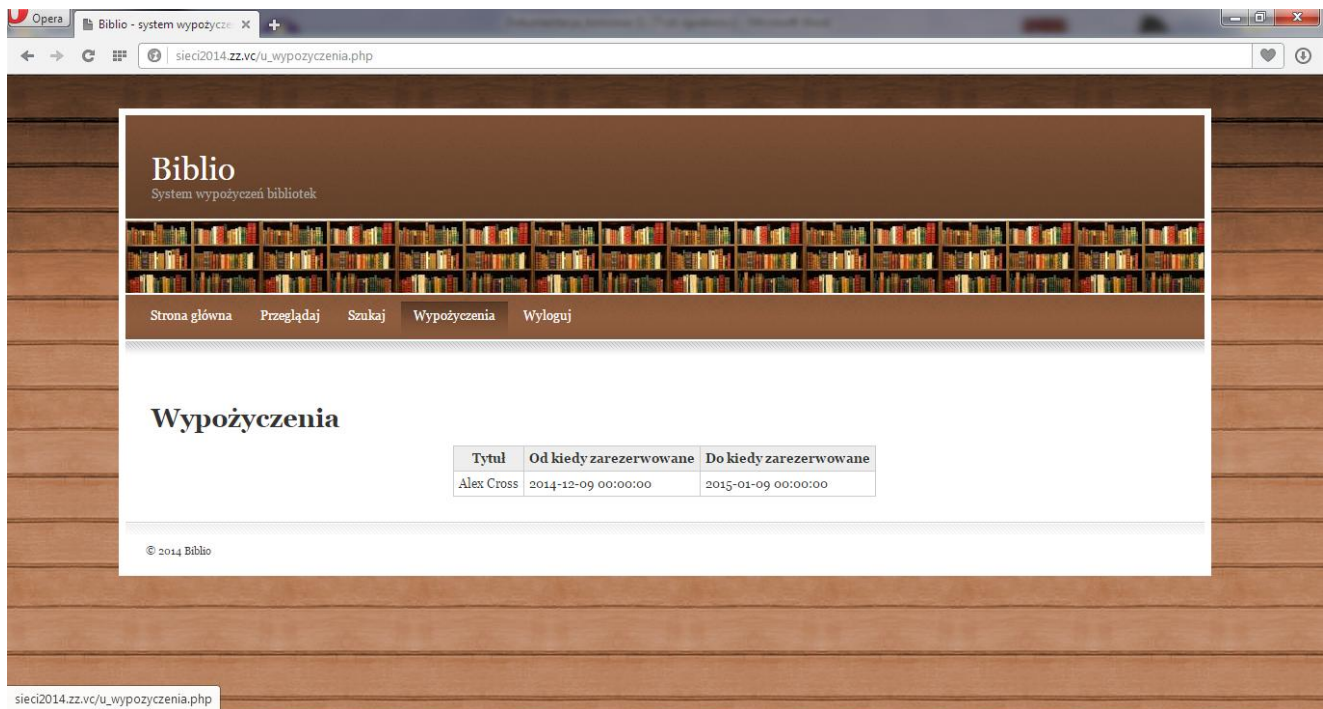 Opera
Biblio - system wypożycze
sieci2014.zz.vc/u_wypozyczenia.php
Biblio
System wypożyczeń bibliotek
Strona główna Przeglądaj Szukaj Wypożyczenia Wyloguj
Wypożyczenia
Tytuł Od kiedy zarezerwowane Do kiedy zarezerwowane
Alex Cross 2014-12-09 00:00:00 2015-01-09 00:00:00
© 2014 Biblio
sieci2014.zz.vc/u_wypozyczenia.php